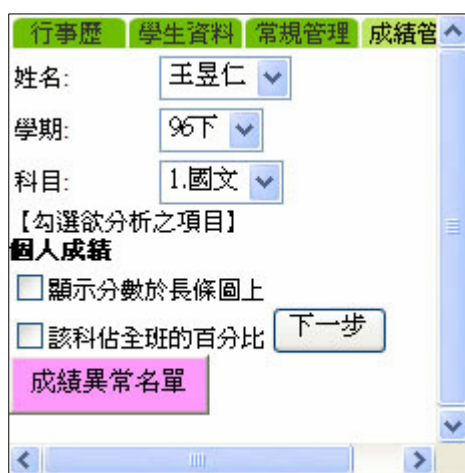 行事歷 學生資料 常規管理 成績管
姓名: 王昱仁
學期: 96下
科目: 1.國文
【勾選欲分析之項目】
個人成績
顯示分數於長條圖上
該科佔全班的百分比 下一步
成績異常名單